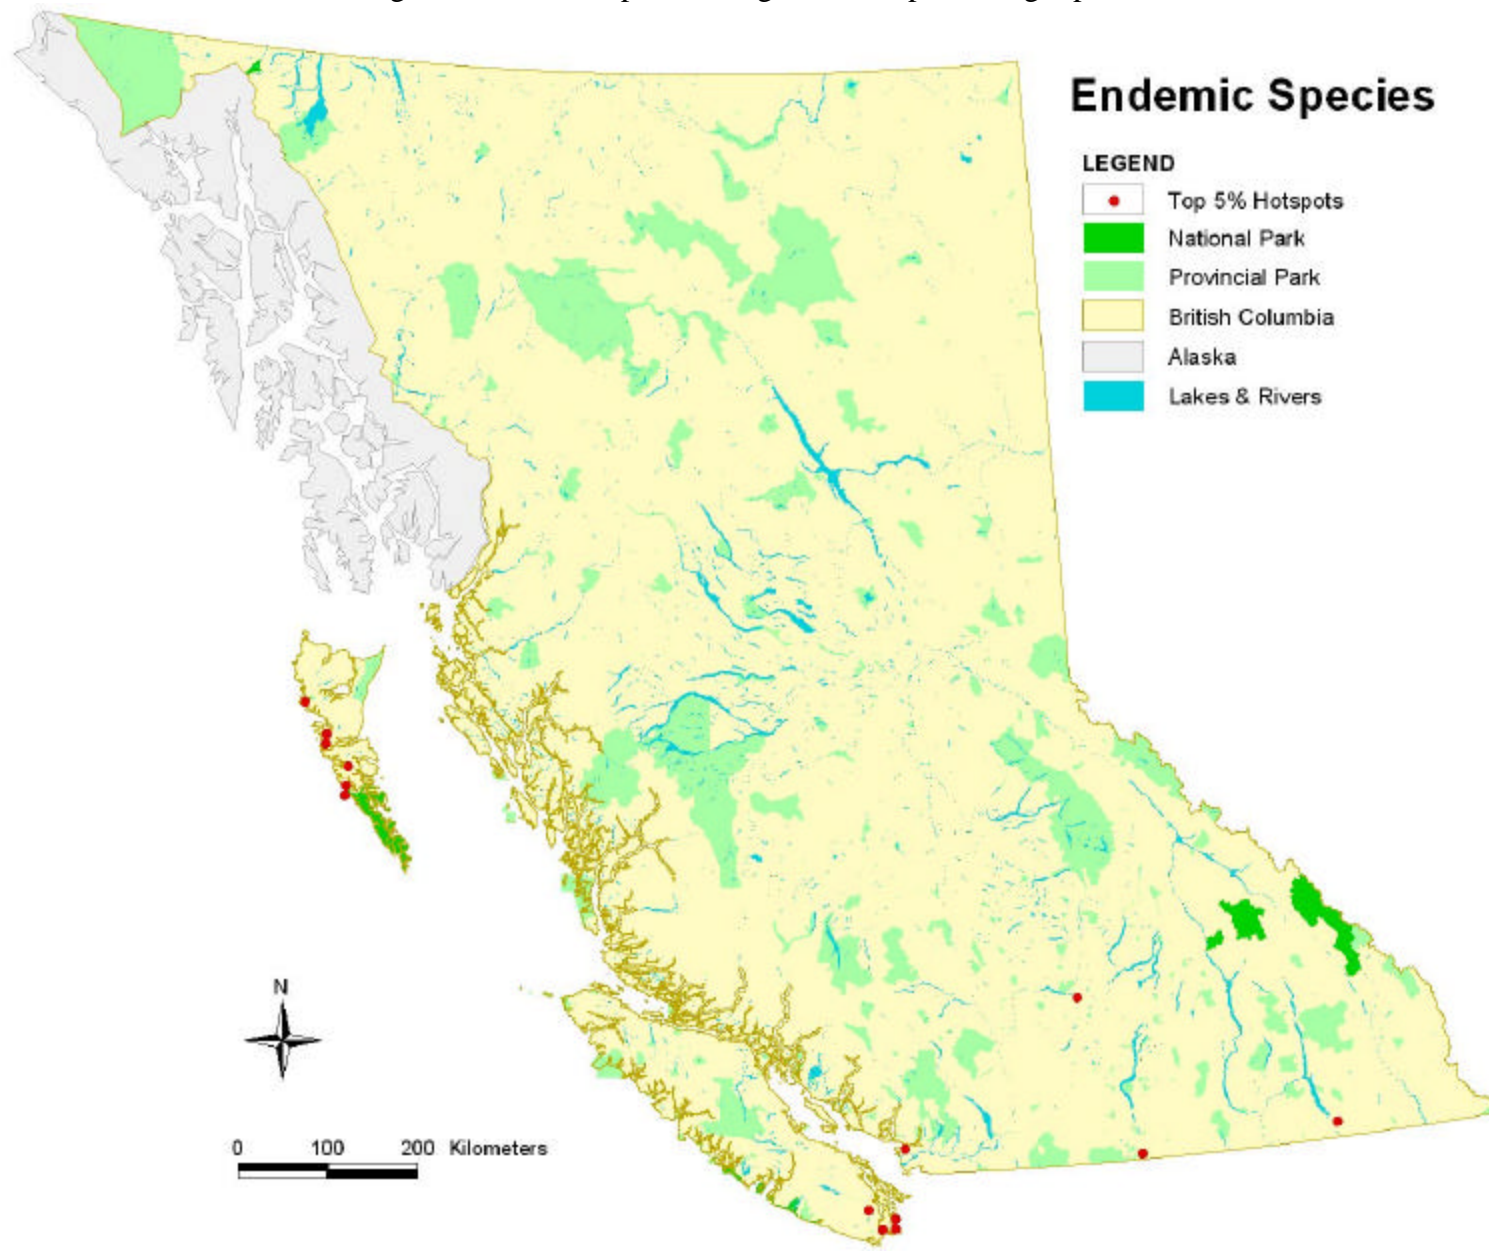 Endemic Species
LEGEND
Top 5% Hotspots
National Park
Provincial Park
British Columbia
Alaska
Lakes & Rivers
N
0 100 200 Kilometers